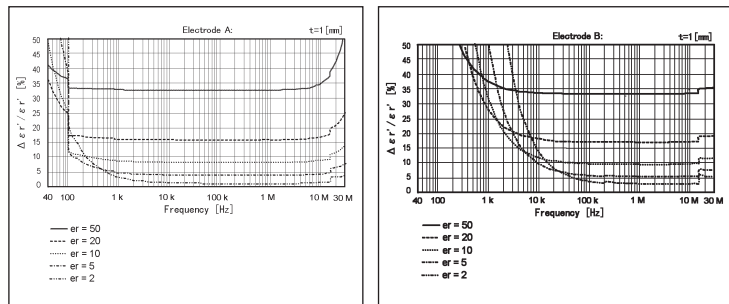 Electrode A: t=1[mm]
Δεr'/εr' [%]
50
45
40
35
30
25
20
15
10
5
0
40 100 1 k 10 k 100 k 1 M 10 M 30 M
Frequency [Hz]
er = 50
er = 20
er = 10
er = 5
er = 2
Electrode B: t=1[mm]
Δεr'/εr' [%]
50
45
40
35
30
25
20
15
10
5
0
40 100 1 k 10 k 100 k 1 M 10 M 30 M
Frequency [Hz]
er = 50
er = 20
er = 10
er = 5
er = 2